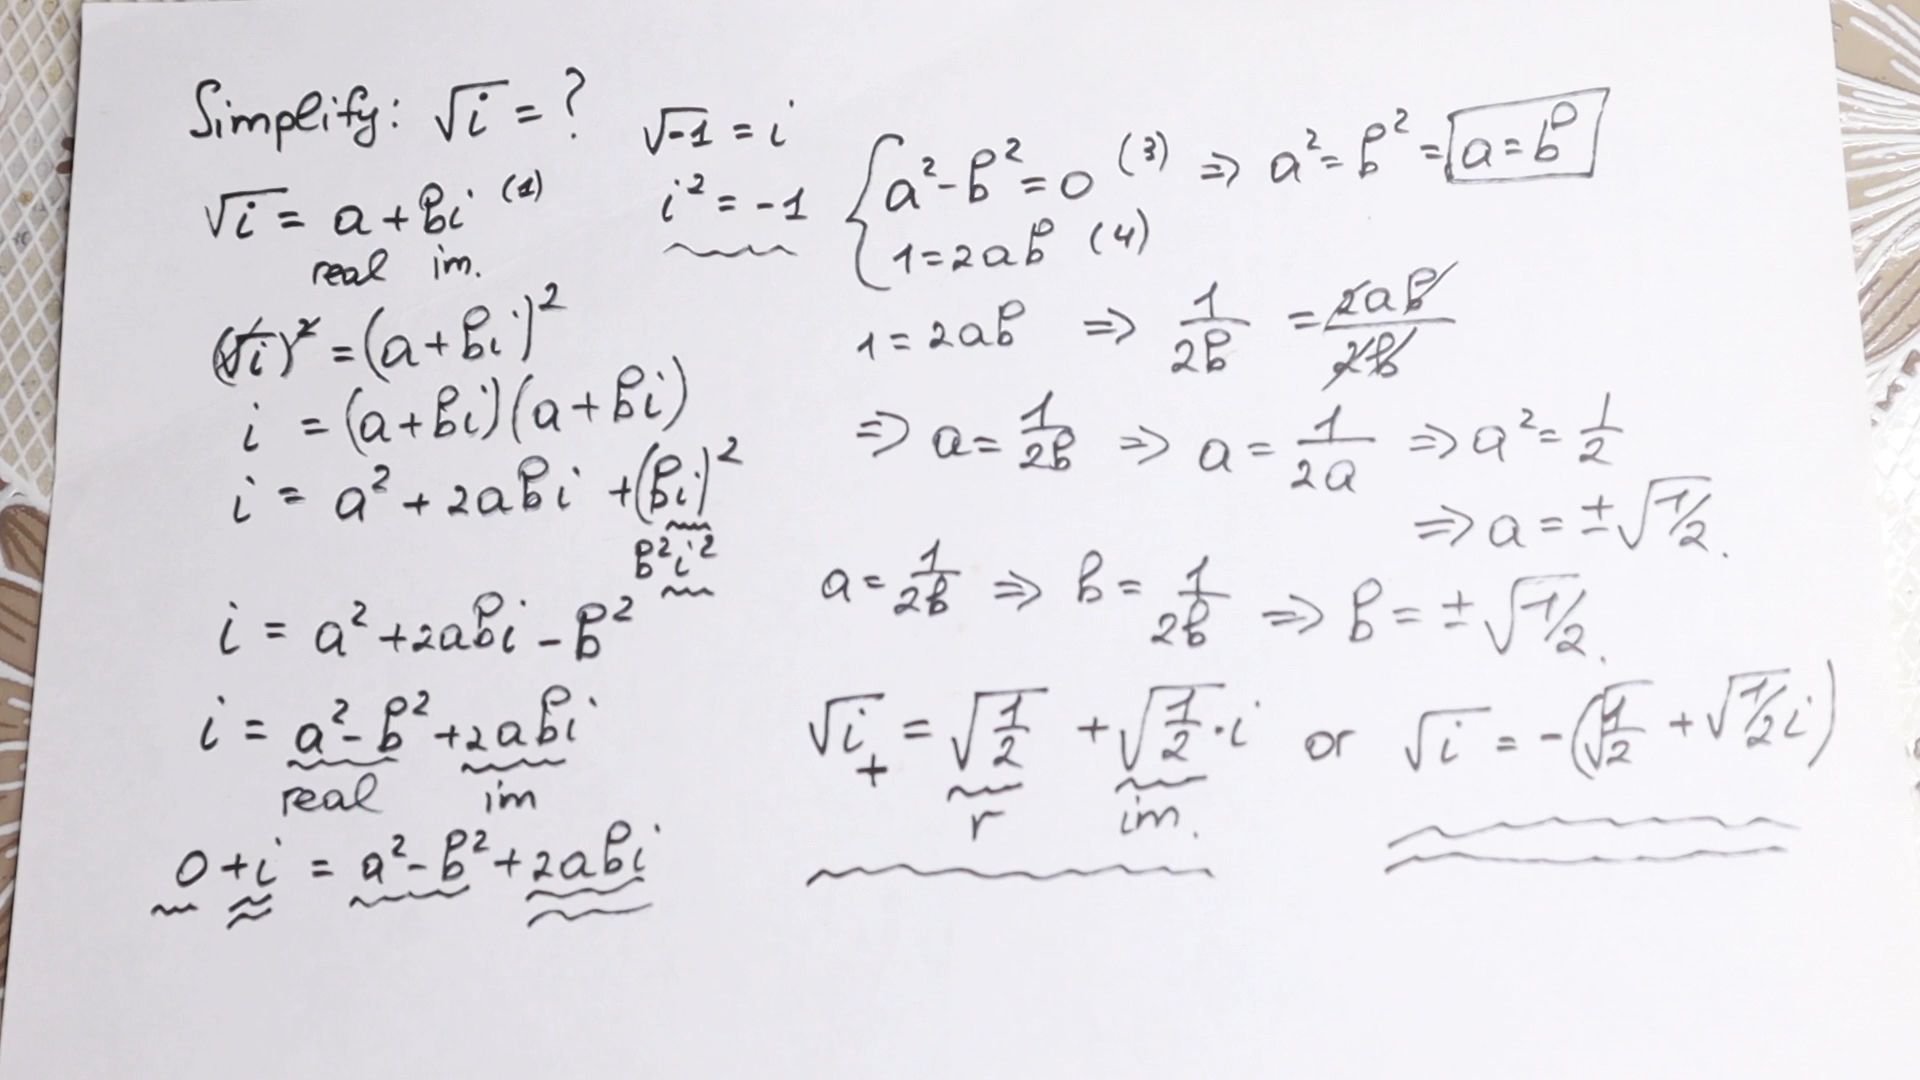 Simplify: √i = ?
√i = a + bi (1)
real im.
(√i)² = (a + bi)²
i = (a + bi)(a + bi)
i = a² + 2abi + (bi)²
b²i²
i = a² + 2abi - b²
i = a² - b² + 2abi
real im
0 + i = a² - b² + 2abi
√-1 = i
i² = -1
{ a² - b² = 0 (3) ⇒ a² = b² = a = b
1 = 2ab (4)
1 = 2ab ⇒ 1/2b = 2ab/2b
⇒ a = 1/2b ⇒ a = 1/2a ⇒ a² = 1/2
⇒ a = ±√1/2.
a = 1/2b ⇒ b = 1/2b ⇒ b = ±√1/2.
√i₊ = √1/2 + √1/2 · i or √i = -(√1/2 + √1/2 i)
r im.